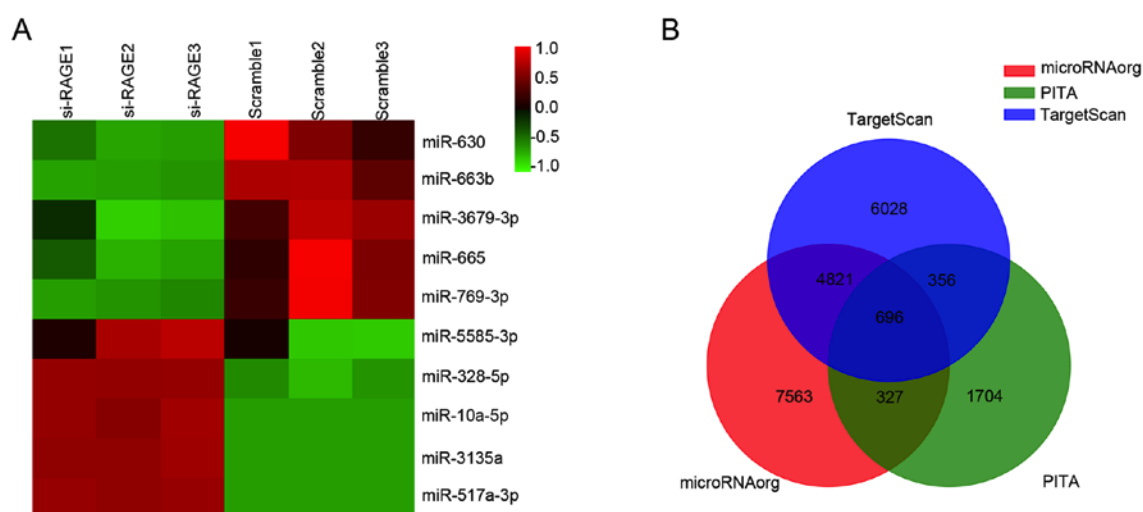 A
si-RAGE1
si-RAGE2
si-RAGE3
Scramble1
Scramble2
Scramble3
1.0
0.5
0.0
-0.5
-1.0
miR-630
miR-663b
miR-3679-3p
miR-665
miR-769-3p
miR-5585-3p
miR-328-5p
miR-10a-5p
miR-3135a
miR-517a-3p
B
microRNAorg
PITA
TargetScan
TargetScan
6028
4821
356
696
7563
327
1704
microRNAorg
PITA